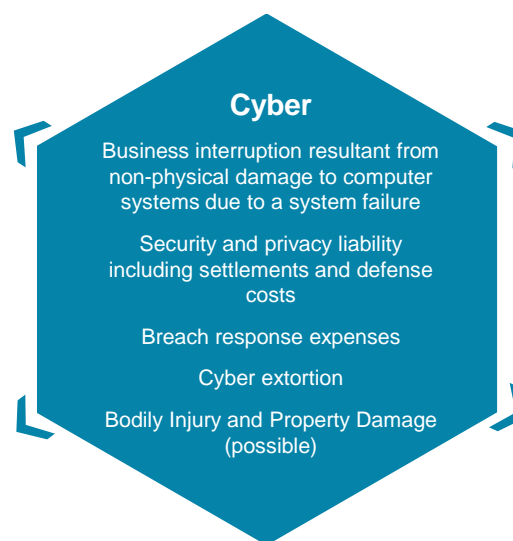 Cyber
Business interruption resultant from
non-physical damage to computer
systems due to a system failure
Security and privacy liability
including settlements and defense
costs
Breach response expenses
Cyber extortion
Bodily Injury and Property Damage
(possible)